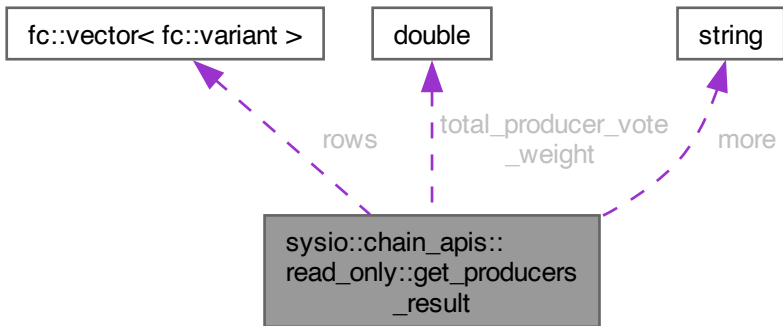 fc::vector< fc::variant >
double
string
rows
total_producer_vote
_weight
more
sysio::chain_apis::
read_only::get_producers
_result